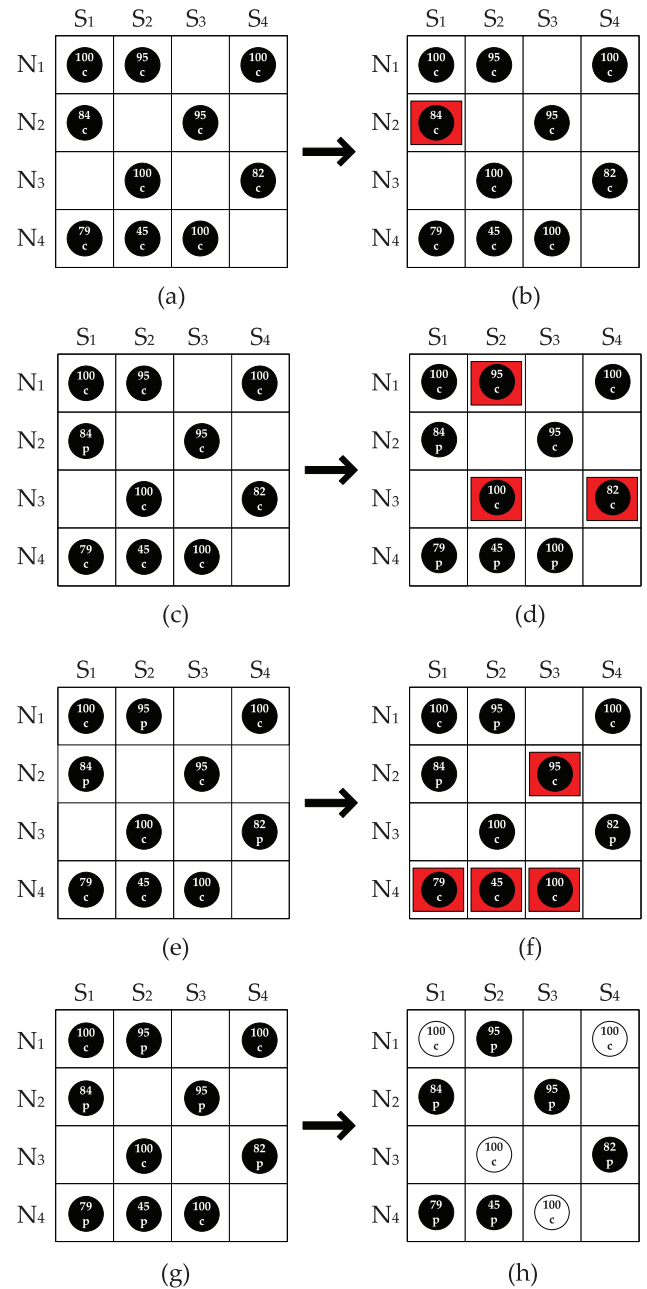 S1 S2 S3 S4 S1 S2 S3 S4
N1 100 c 95 c 100 c N1 100 c 95 c 100 c
N2 84 c 95 c N2 84 c 95 c
N3 100 c 82 c N3 100 c 82 c
N4 79 c 45 c 100 c N4 79 c 45 c 100 c
(a) (b)
S1 S2 S3 S4 S1 S2 S3 S4
N1 100 c 95 c 100 c N1 100 c 95 c 100 c
N2 84 p 95 c N2 84 p 95 c
N3 100 c 82 c N3 100 c 82 c
N4 79 c 45 c 100 c N4 79 p 45 p 100 p
(c) (d)
S1 S2 S3 S4 S1 S2 S3 S4
N1 100 c 95 p 100 c N1 100 c 95 p 100 c
N2 84 p 95 c N2 84 p 95 c
N3 100 c 82 p N3 100 c 82 p
N4 79 c 45 c 100 c N4 79 c 45 c 100 c
(e) (f)
S1 S2 S3 S4 S1 S2 S3 S4
N1 100 c 95 p 100 c N1 100 c 95 p 100 c
N2 84 p 95 p N2 84 p 95 p
N3 100 c 82 p N3 100 c 82 p
N4 79 p 45 p 100 c N4 79 p 45 p 100 c
(g) (h)